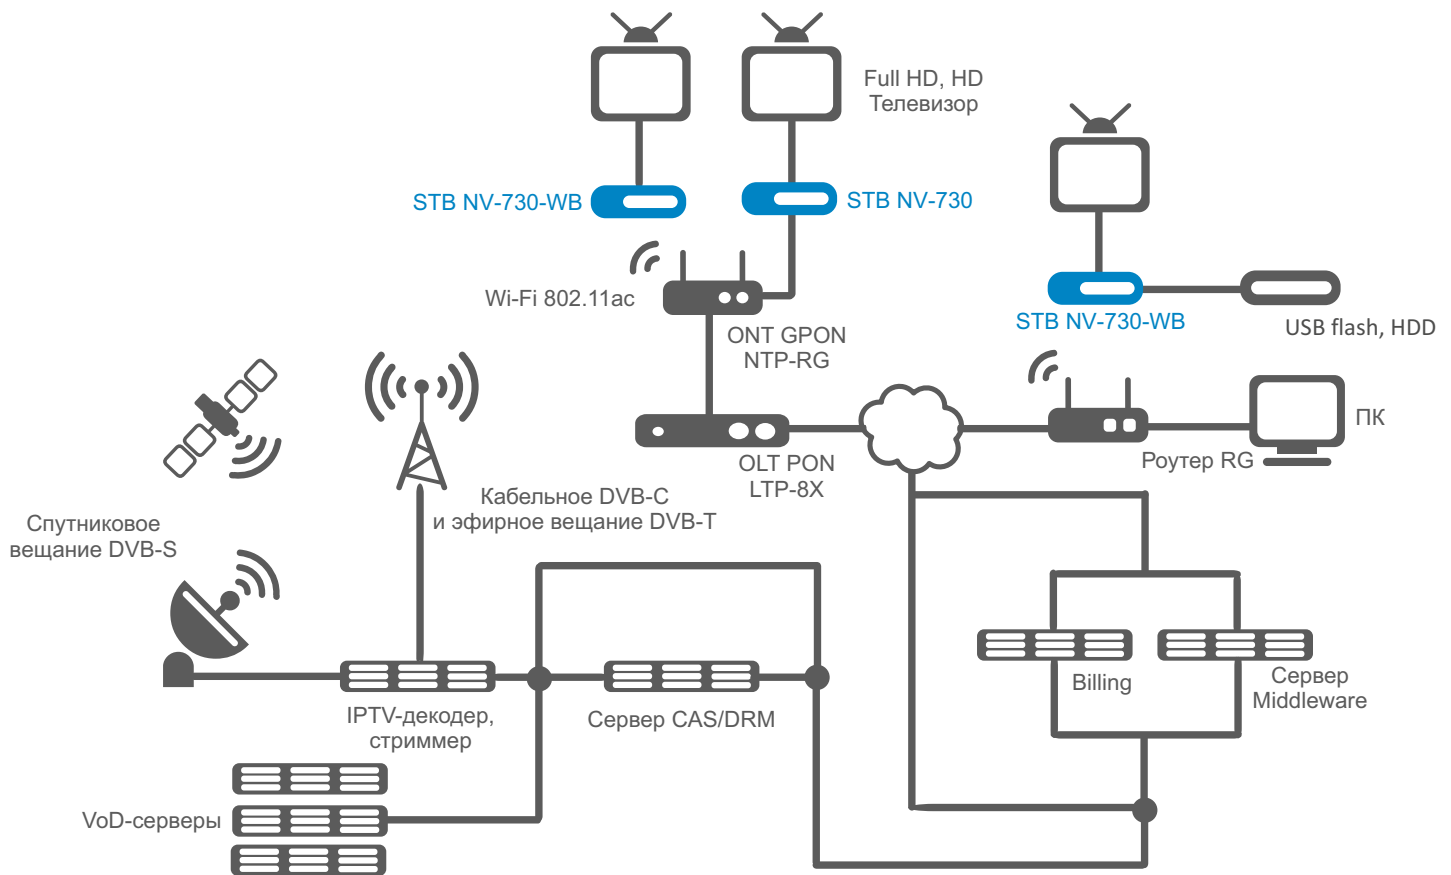 Full HD, HD
Телевизор
STB NV-730-WB
STB NV-730
Wi-Fi 802.11ac
ONT GPON
NTP-RG
STB NV-730-WB
USB flash, HDD
OLT PON
LTP-8X
ПК
Роутер RG
Спутниковое
вещание DVB-S
Кабельное DVB-C
и эфирное вещание DVB-T
IPTV-декодер,
стриммер
Сервер CAS/DRM
Billing
Сервер
Middleware
VoD-серверы